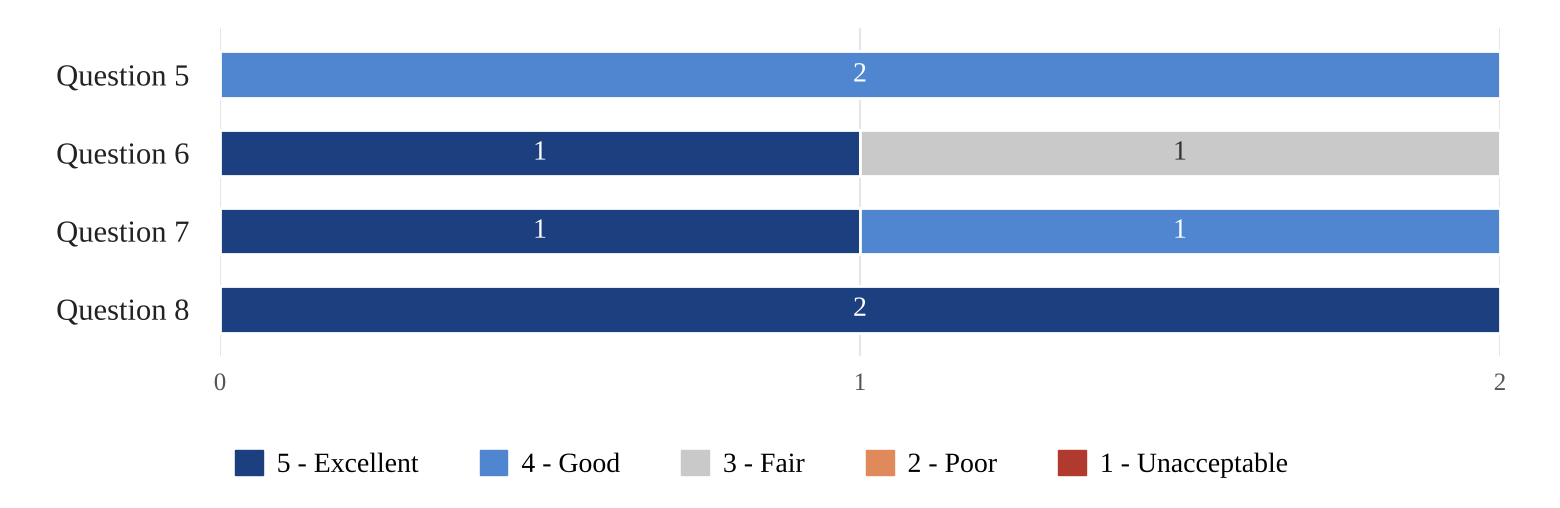 Question 5
2
Question 6
1 1
Question 7
1 1
Question 8
2
0 1 2
5 - Excellent 4 - Good 3 - Fair 2 - Poor 1 - Unacceptable